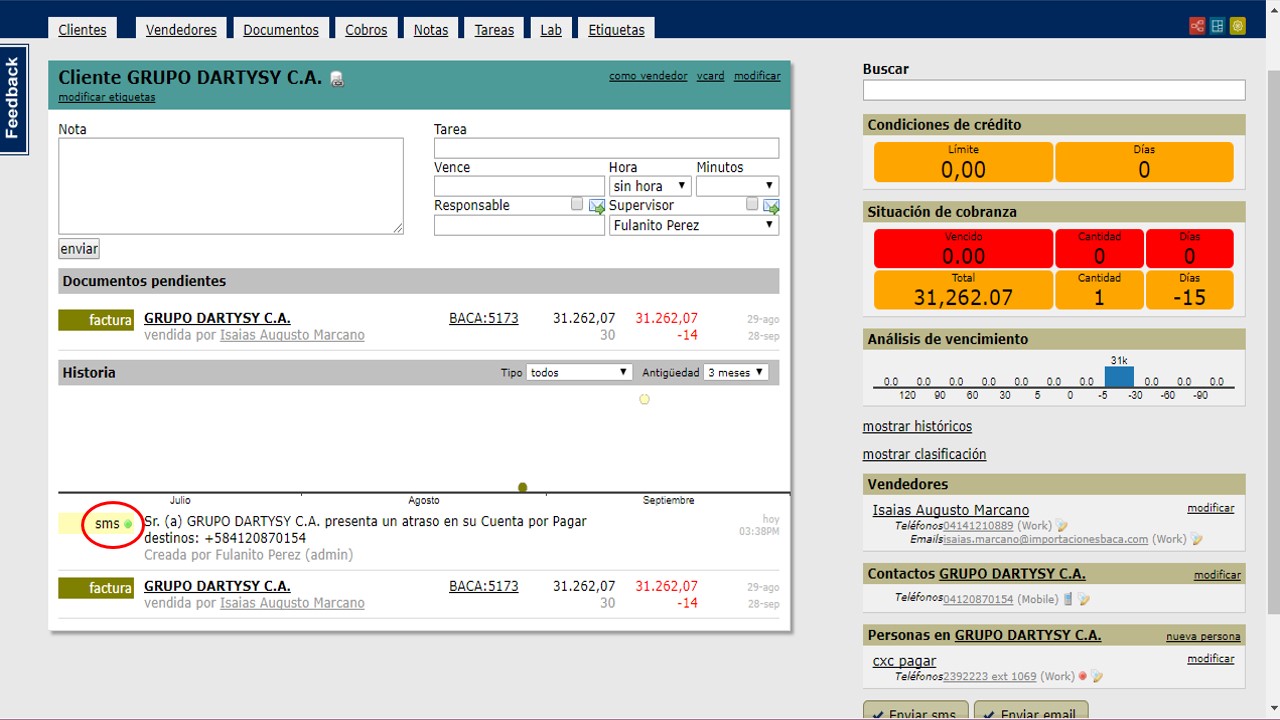 Clientes Vendedores Documentos Cobros Notas Tareas Lab Etiquetas
Feedback
Cliente GRUPO DARTYSY C.A. como vendedor vcard modificar
modificar etiquetas
Nota
enviar
Tarea
Vence Hora Minutos
sin hora
Responsable Supervisor
Fulanito Perez
Documentos pendientes
factura GRUPO DARTYSY C.A. BACA:5173 31.262,07 31.262,07 29-ago
vendida por Isaias Augusto Marcano 30 -14 28-sep
Historia Tipo todos Antigüedad 3 meses
Julio Agosto Septiembre
sms Sr. (a) GRUPO DARTYSY C.A. presenta un atraso en su Cuenta por Pagar hoy
destinos: +584120870154 03:38PM
Creada por Fulanito Perez (admin)
factura GRUPO DARTYSY C.A. BACA:5173 31.262,07 31.262,07 29-ago
vendida por Isaias Augusto Marcano 30 -14 28-sep
Buscar
Condiciones de crédito
Límite Días
0,00 0
Situación de cobranza
Vencido Cantidad Días
0.00 0 0
Total Cantidad Días
31,262.07 1 -15
Análisis de vencimiento
31k
0.0 0.0 0.0 0.0 0.0 0.0 0.0 0.0 0.0 0.0
120 90 60 30 5 0 -5 -30 -60 -90
mostrar históricos
mostrar clasificación
Vendedores
Isaias Augusto Marcano modificar
Teléfonos 04141210889 (Work)
Emails isaias.marcano@importacionesbaca.com (Work)
Contactos GRUPO DARTYSY C.A. modificar
Teléfonos 04120870154 (Mobile)
Personas en GRUPO DARTYSY C.A. nueva persona
cxc pagar modificar
Teléfonos 2392223 ext 1069 (Work)
Enviar sms Enviar email